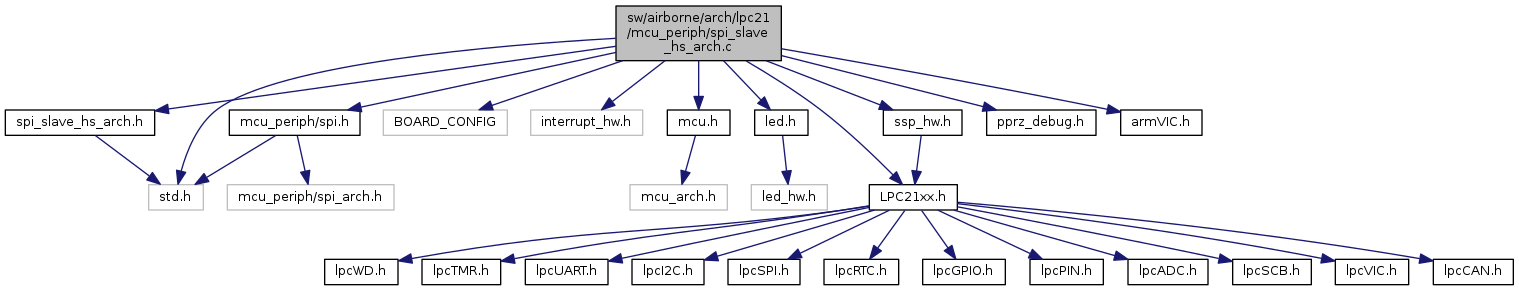 sw/airborne/arch/lpc21
/mcu_periph/spi_slave
_hs_arch.c
spi_slave_hs_arch.h
mcu_periph/spi.h
BOARD_CONFIG
interrupt_hw.h
mcu.h
led.h
ssp_hw.h
pprz_debug.h
armVIC.h
std.h
mcu_periph/spi_arch.h
mcu_arch.h
led_hw.h
LPC21xx.h
lpcWD.h
lpcTMR.h
lpcUART.h
lpcI2C.h
lpcSPI.h
lpcRTC.h
lpcGPIO.h
lpcPIN.h
lpcADC.h
lpcSCB.h
lpcVIC.h
lpcCAN.h